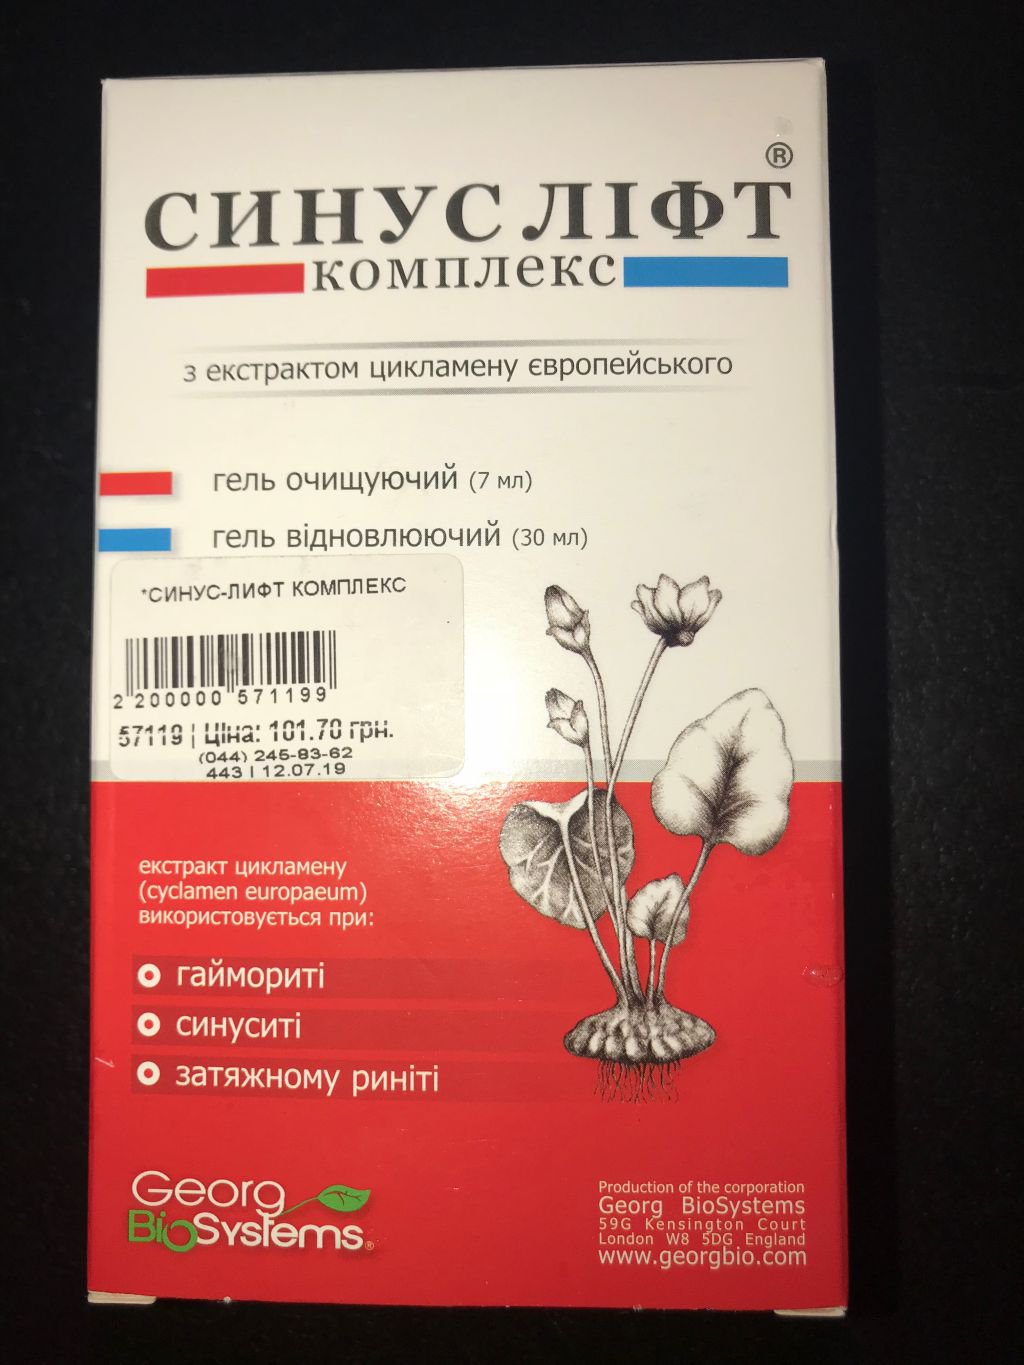 ®
СИНУС ЛІФТ
комплекс
з екстрактом цикламену європейського
гель очищуючий (7 мл)
гель відновлюючий (30 мл)
*СИНУС-ЛИФТ КОМПЛЕКС
2 200000 571199
57119 | Ціна: 101.70 грн.
(044) 245-83-62
443 | 12.07.19
екстракт цикламену
(cyclamen europaeum)
використовується при:
гаймориті
синуситі
затяжному риніті
Georg
BioSystems®
Production of the corporation
Georg BioSystems
59G Kensington Court
London W8 5DG England
www.georgbio.com